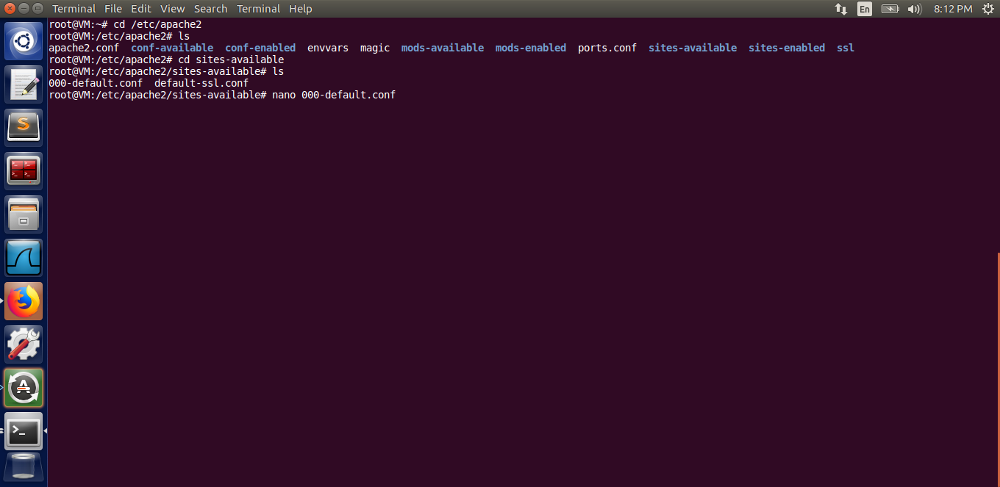 Terminal File Edit View Search Terminal Help En 8:12 PM
root@VM:~# cd /etc/apache2
root@VM:/etc/apache2# ls
apache2.conf  conf-available  conf-enabled  envvars  magic  mods-available  mods-enabled  ports.conf  sites-available  sites-enabled  ssl
root@VM:/etc/apache2# cd sites-available
root@VM:/etc/apache2/sites-available# ls
000-default.conf  default-ssl.conf
root@VM:/etc/apache2/sites-available# nano 000-default.conf